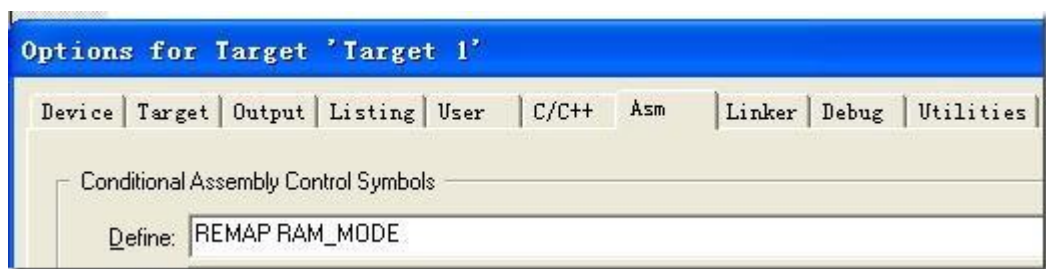 Options for Target 'Target 1'
Device Target Output Listing User C/C++ Asm Linker Debug Utilities
Conditional Assembly Control Symbols
Define: REMAP RAM_MODE